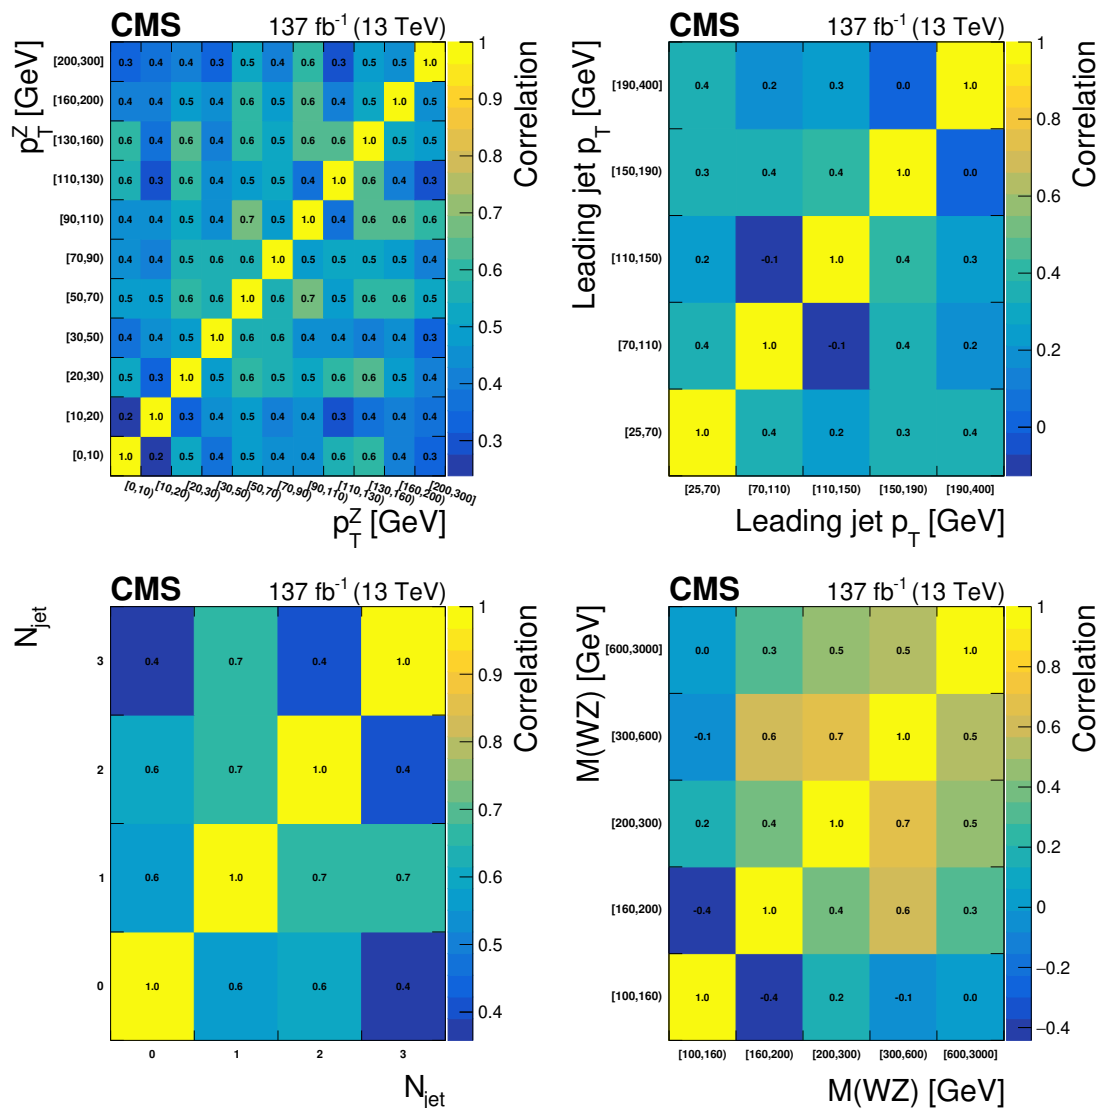 CMS 137 fb⁻¹ (13 TeV)
p_T^Z [GeV]
[200,300] 0.3 0.4 0.4 0.3 0.5 0.4 0.6 0.3 0.5 0.5 1.0
[160,200) 0.4 0.4 0.5 0.4 0.6 0.5 0.6 0.4 0.5 1.0 0.5
[130,160) 0.6 0.4 0.6 0.4 0.6 0.5 0.6 0.6 1.0 0.5 0.5
[110,130) 0.6 0.3 0.6 0.4 0.5 0.5 0.4 1.0 0.6 0.4 0.3
[90,110) 0.4 0.4 0.5 0.4 0.7 0.5 1.0 0.4 0.6 0.6 0.6
[70,90) 0.4 0.4 0.5 0.6 0.6 1.0 0.5 0.5 0.5 0.5 0.4
[50,70) 0.5 0.5 0.6 0.6 1.0 0.6 0.7 0.5 0.6 0.6 0.5
[30,50) 0.4 0.4 0.5 1.0 0.6 0.6 0.4 0.4 0.4 0.4 0.3
[20,30) 0.5 0.3 1.0 0.5 0.6 0.5 0.5 0.6 0.6 0.5 0.4
[10,20) 0.2 1.0 0.3 0.4 0.5 0.4 0.4 0.3 0.4 0.4 0.4
[0,10) 1.0 0.2 0.5 0.4 0.5 0.4 0.4 0.6 0.6 0.4 0.3
[0,10) [10,20) [20,30) [30,50) [50,70) [70,90) [90,110) [110,130) [130,160) [160,200) [200,300]
p_T^Z [GeV]
1
0.9
0.8
0.7
0.6
0.5
0.4
0.3
Correlation
CMS 137 fb⁻¹ (13 TeV)
Leading jet p_T [GeV]
[190,400] 0.4 0.2 0.3 0.0 1.0
[150,190) 0.3 0.4 0.4 1.0 0.0
[110,150) 0.2 -0.1 1.0 0.4 0.3
[70,110) 0.4 1.0 -0.1 0.4 0.2
[25,70) 1.0 0.4 0.2 0.3 0.4
[25,70) [70,110) [110,150) [150,190) [190,400]
Leading jet p_T [GeV]
1
0.8
0.6
0.4
0.2
0
Correlation
CMS 137 fb⁻¹ (13 TeV)
N_jet
3 0.4 0.7 0.4 1.0
2 0.6 0.7 1.0 0.4
1 0.6 1.0 0.7 0.7
0 1.0 0.6 0.6 0.4
0 1 2 3
N_jet
1
0.9
0.8
0.7
0.6
0.5
0.4
Correlation
CMS 137 fb⁻¹ (13 TeV)
M(WZ) [GeV]
[600,3000] 0.0 0.3 0.5 0.5 1.0
[300,600) -0.1 0.6 0.7 1.0 0.5
[200,300) 0.2 0.4 1.0 0.7 0.5
[160,200) -0.4 1.0 0.4 0.6 0.3
[100,160) 1.0 -0.4 0.2 -0.1 0.0
[100,160) [160,200) [200,300) [300,600) [600,3000]
M(WZ) [GeV]
1
0.8
0.6
0.4
0.2
0
−0.2
−0.4
Correlation